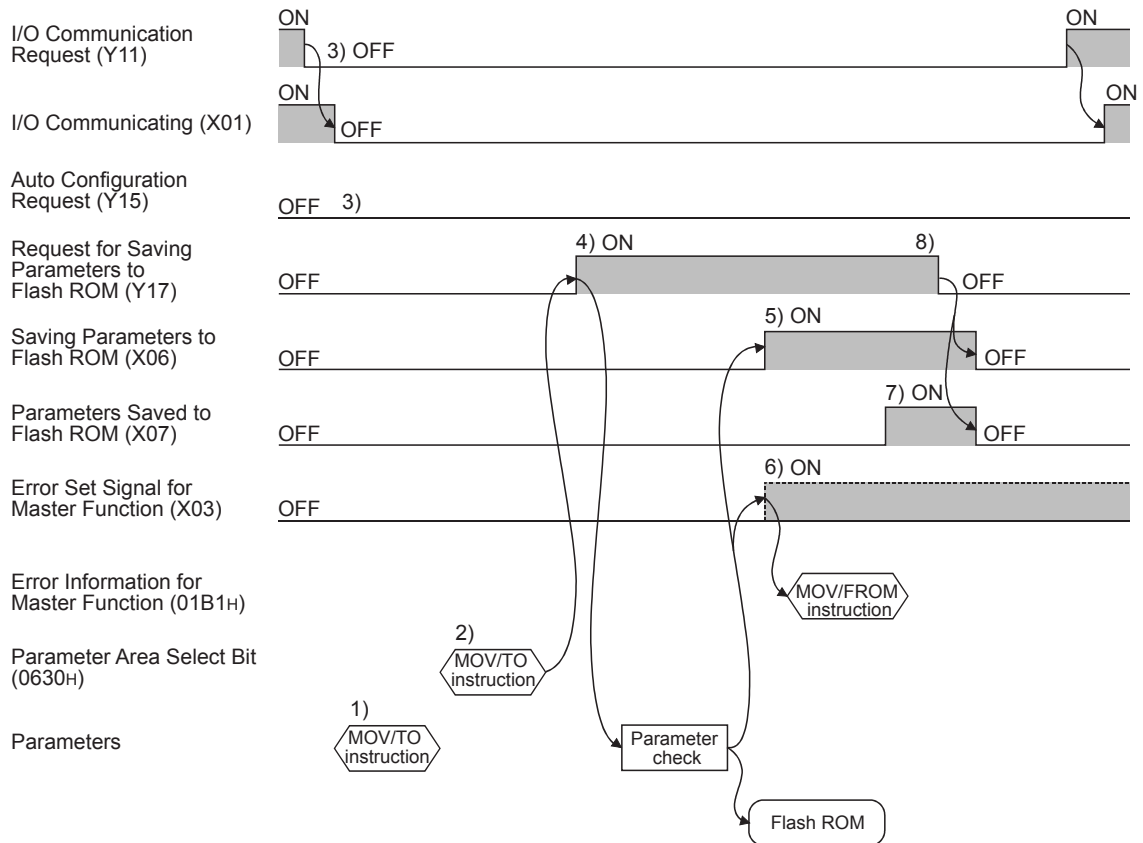 ON
ON
I/O Communication
Request (Y11)
3) OFF
ON
ON
I/O Communicating (X01)
OFF
Auto Configuration
Request (Y15)
OFF 3)
Request for Saving
Parameters to
Flash ROM (Y17)
4) ON
8)
OFF
OFF
Saving Parameters to
Flash ROM (X06)
5) ON
OFF
OFF
Parameters Saved to
Flash ROM (X07)
7) ON
OFF
OFF
Error Set Signal for
Master Function (X03)
6) ON
OFF
Error Information for
Master Function (01B1H)
MOV/FROM
instruction
Parameter Area Select Bit
(0630H)
2)
MOV/TO
instruction
Parameters
1)
MOV/TO
instruction
Parameter
check
Flash ROM